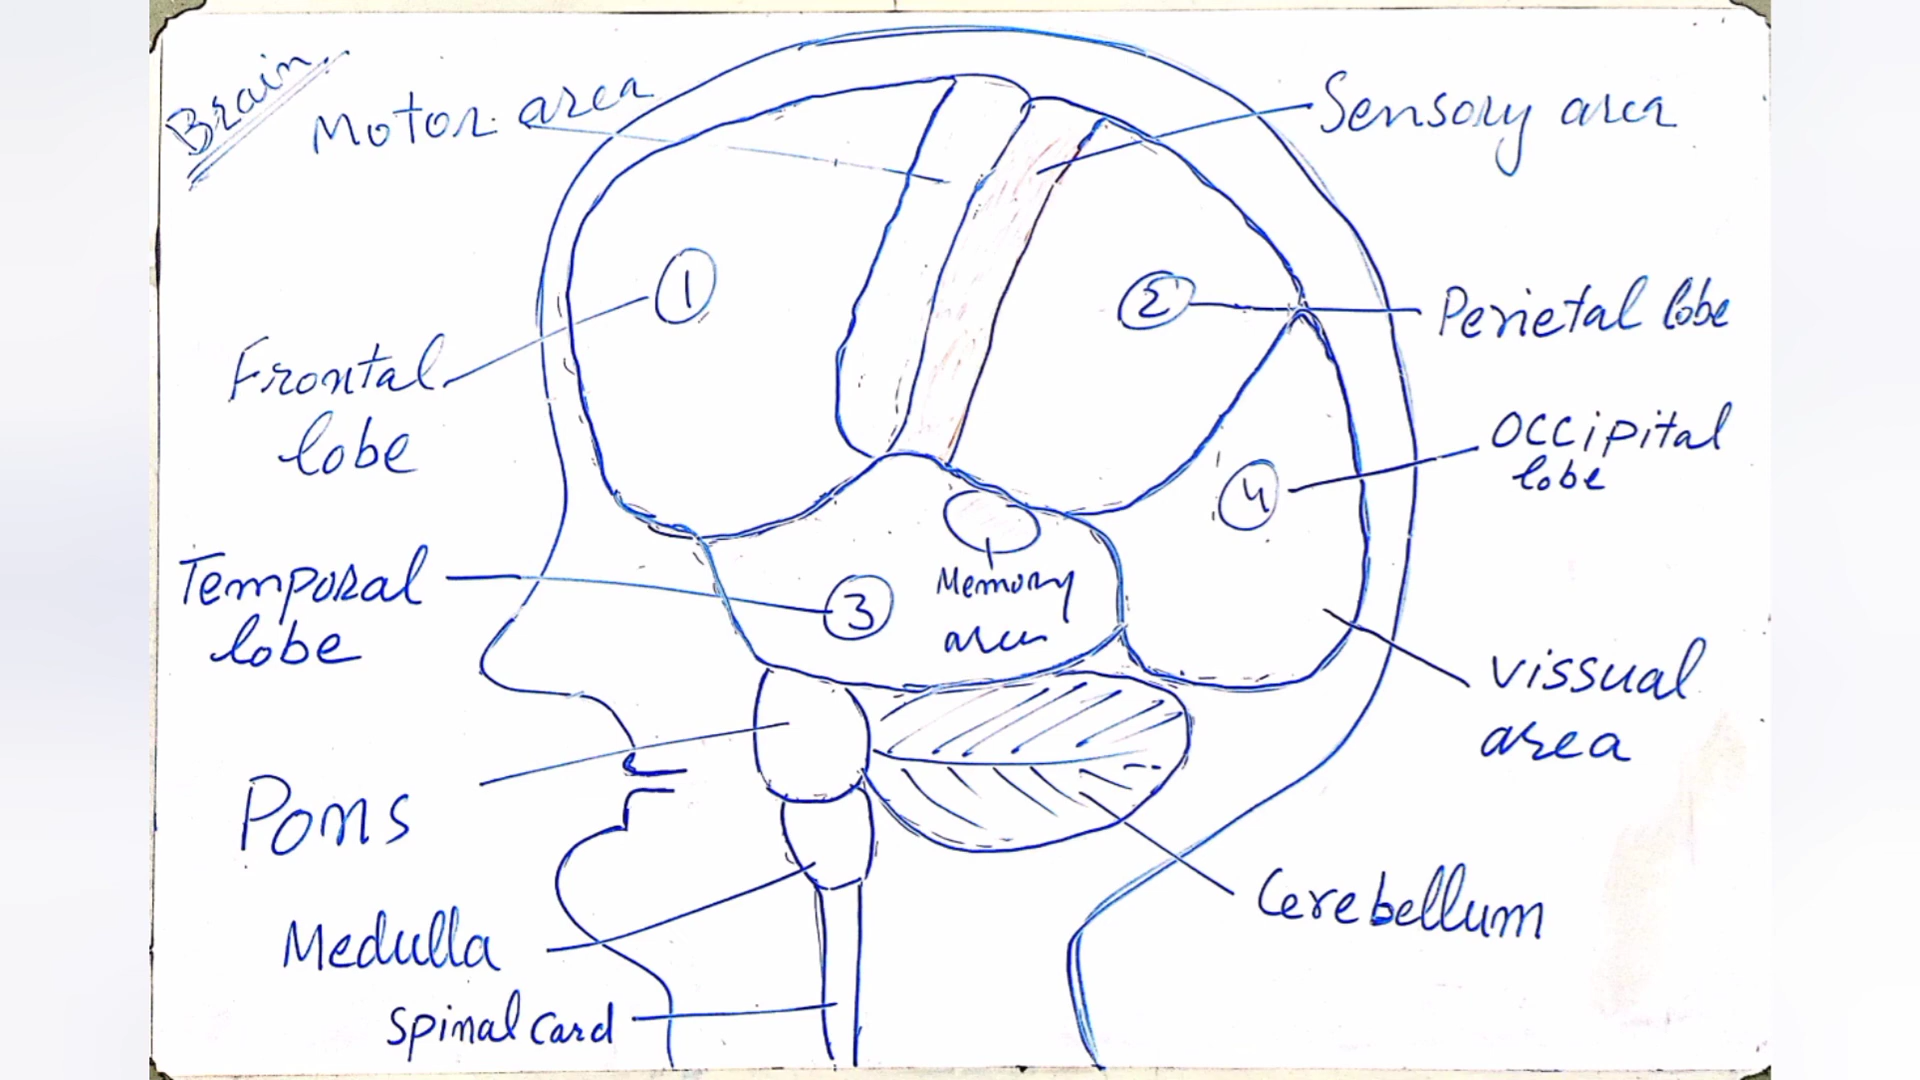 Brain
Motor area
Sensory area
1
2
Perietal lobe
Frontal
lobe
Occipital
lobe
4
Temporal
lobe
3
Memory
area
vissual
area
Pons
Cerebellum
Medulla
spinal card